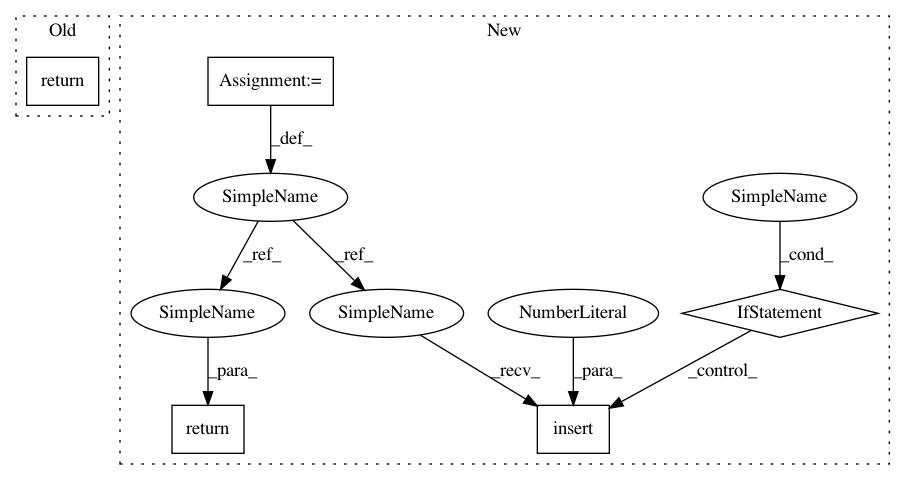 Old
New
return
Assignment:=
_def_
SimpleName
SimpleName
_ref_
_ref_
_cond_
SimpleName
SimpleName
NumberLiteral
IfStatement
_para_
_recv_
_para_
_control_
return
insert